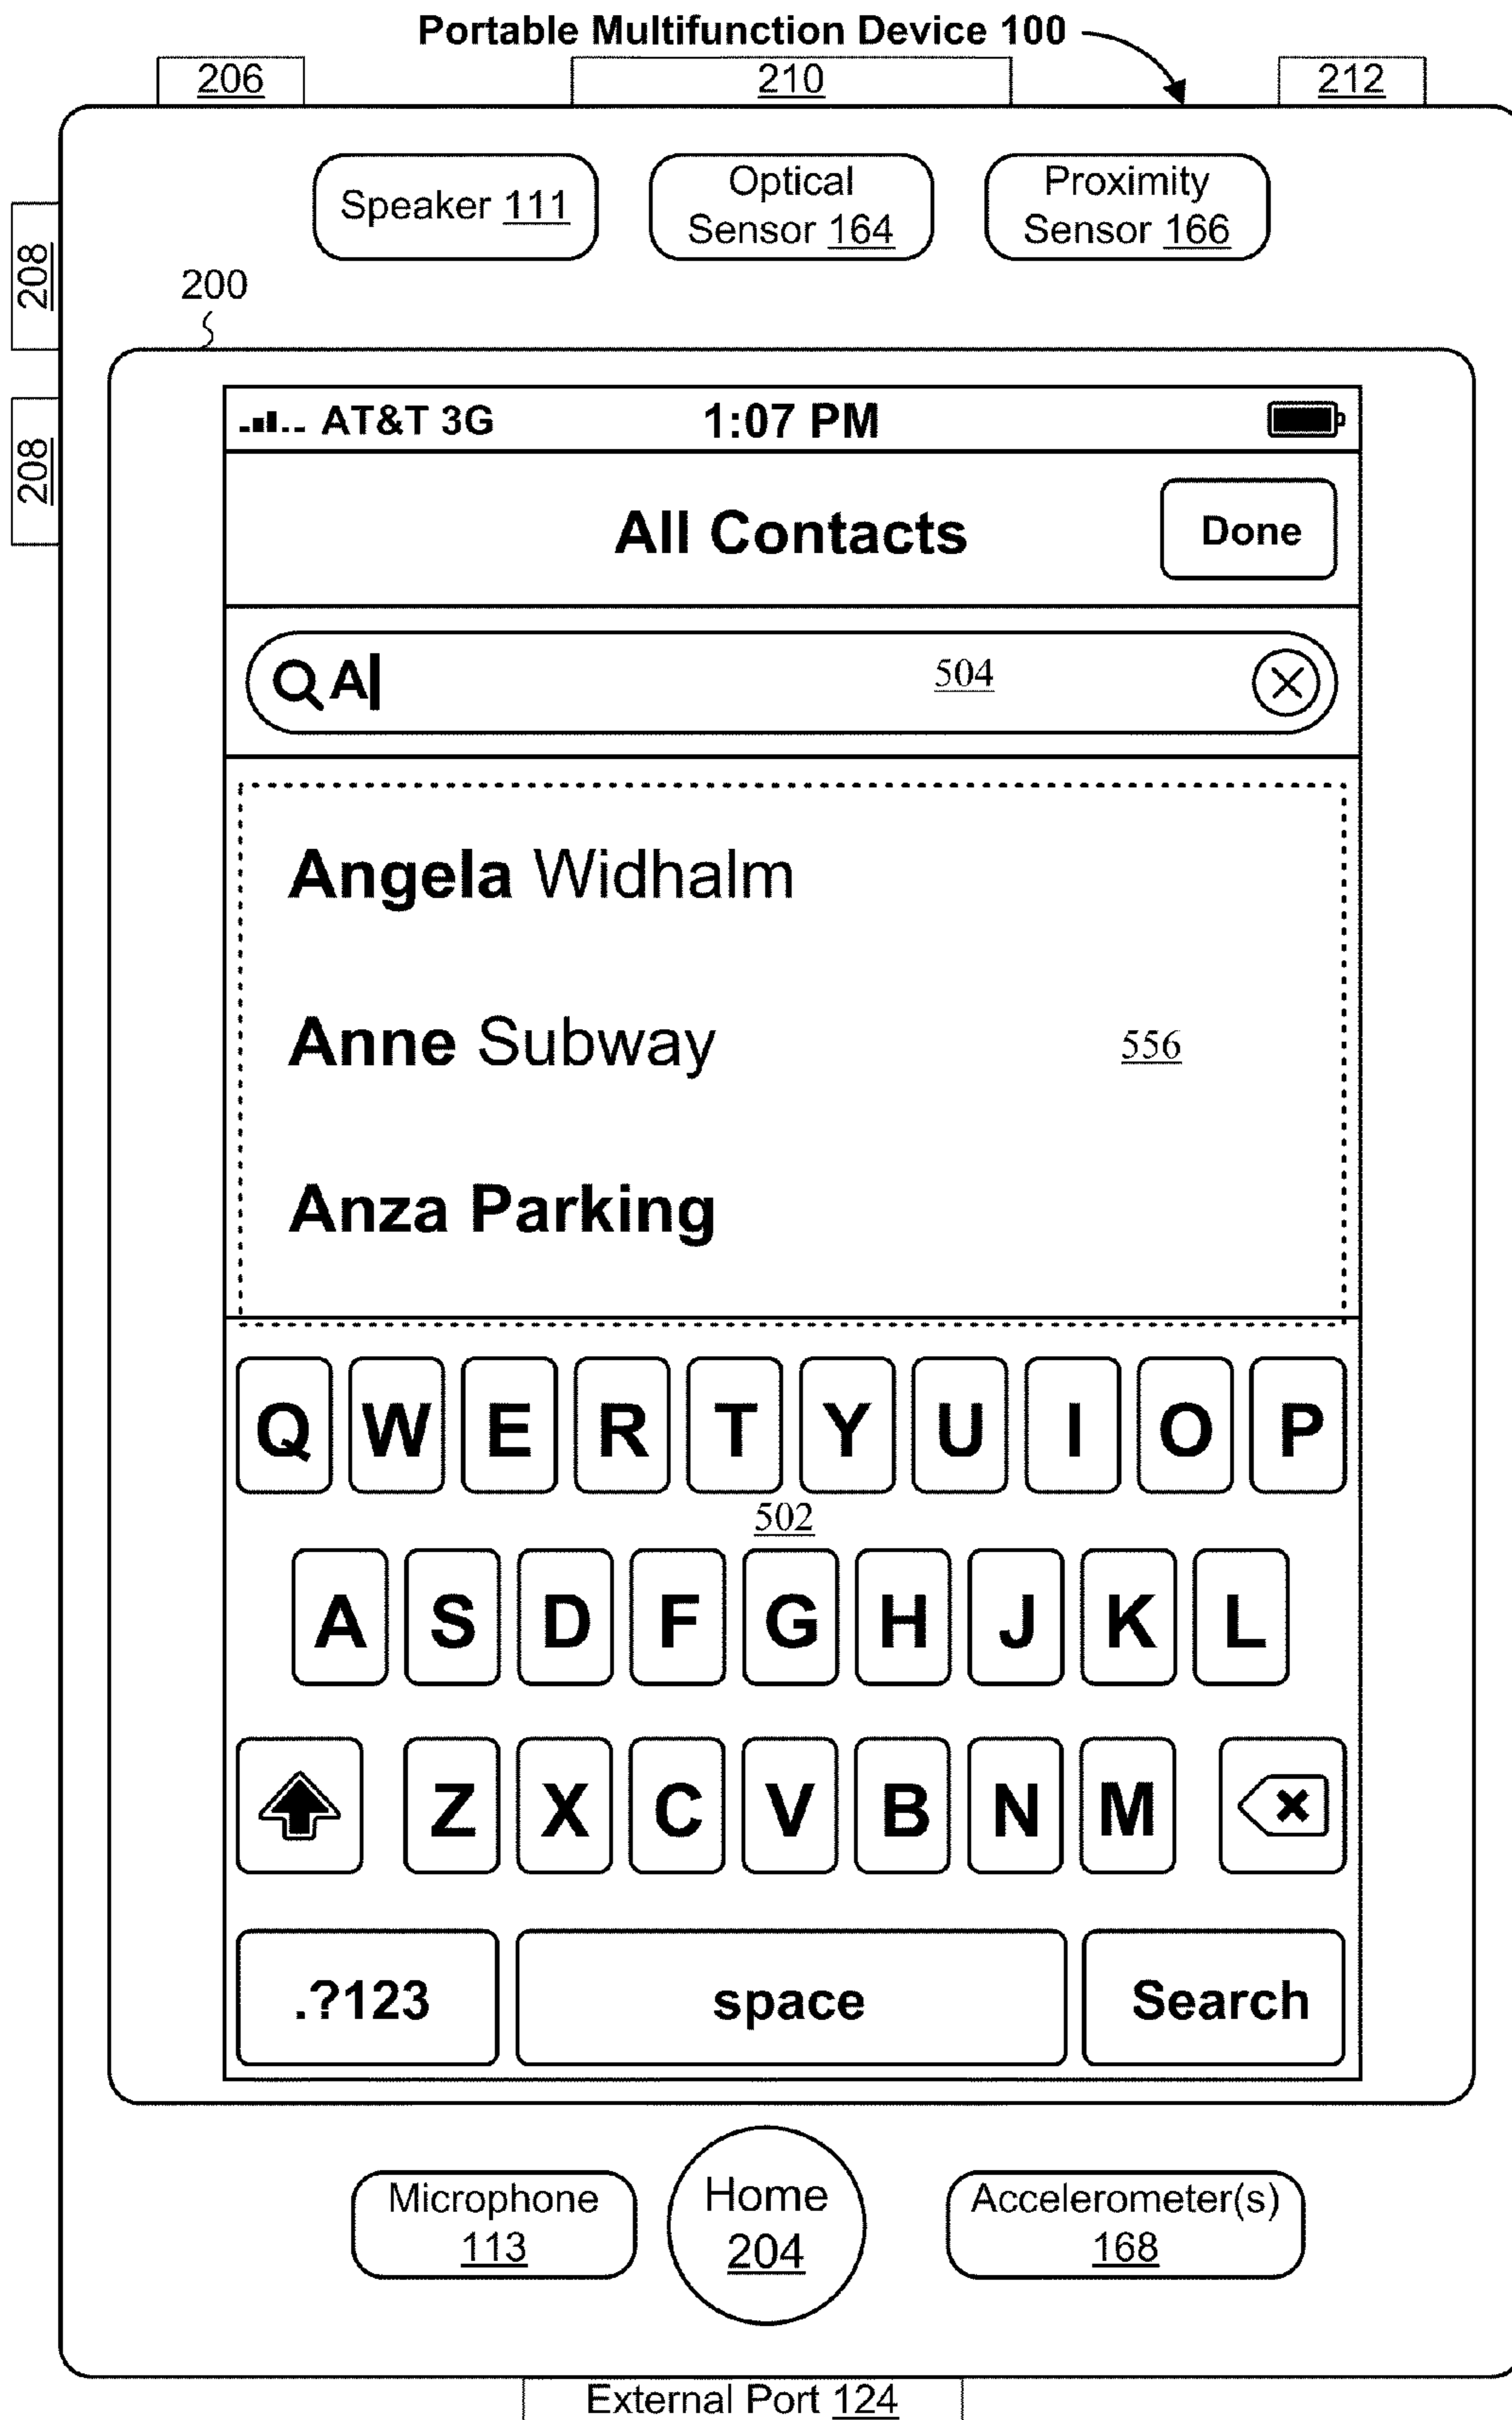 Portable Multifunction Device 100
206 210 212
Speaker 111
Optical
Sensor 164
Proximity
Sensor 166
208
200
208
AT&T 3G 1:07 PM
All Contacts Done
A 504
Angela Widhalm
Anne Subway 556
Anza Parking
Q W E R T Y U I O P
502
A S D F G H J K L
Z X C V B N M
.?123 space Search
Microphone
113
Home
204
Accelerometer(s)
168
External Port 124